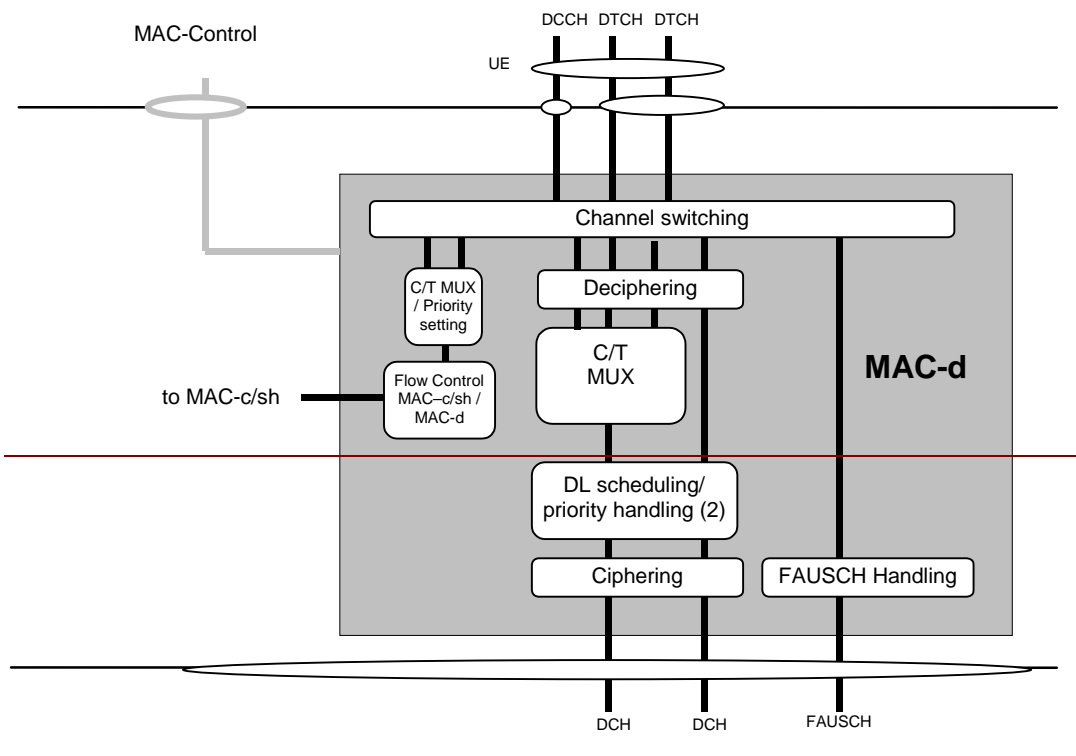 DCCH DTCH DTCH
MAC-Control
UE
Channel switching
C/T MUX
/ Priority
setting
Deciphering
C/T
MUX
MAC-d
to MAC-c/sh
Flow Control
MAC–c/sh /
MAC-d
DL scheduling/
priority handling (2)
Ciphering
FAUSCH Handling
DCH
DCH
FAUSCH